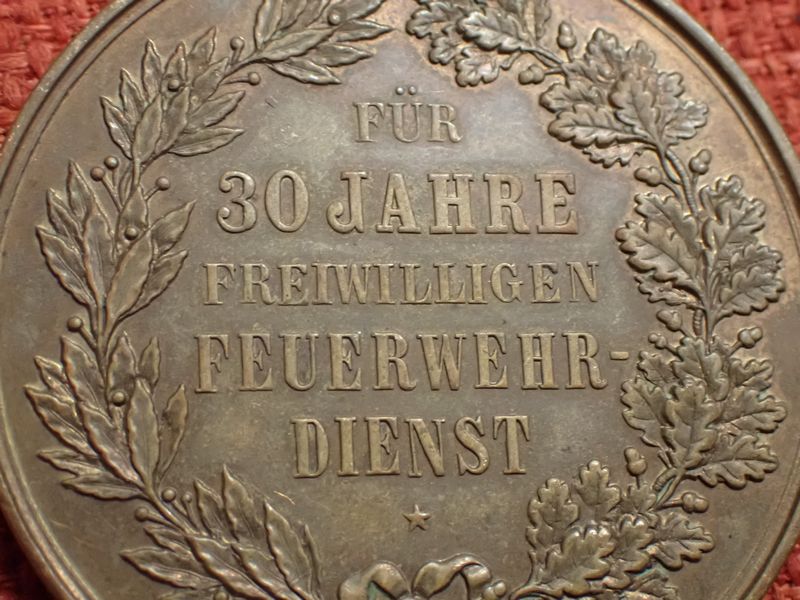 FÜR
30 JAHRE
FREIWILLIGEN
FEUERWEHR-
DIENST